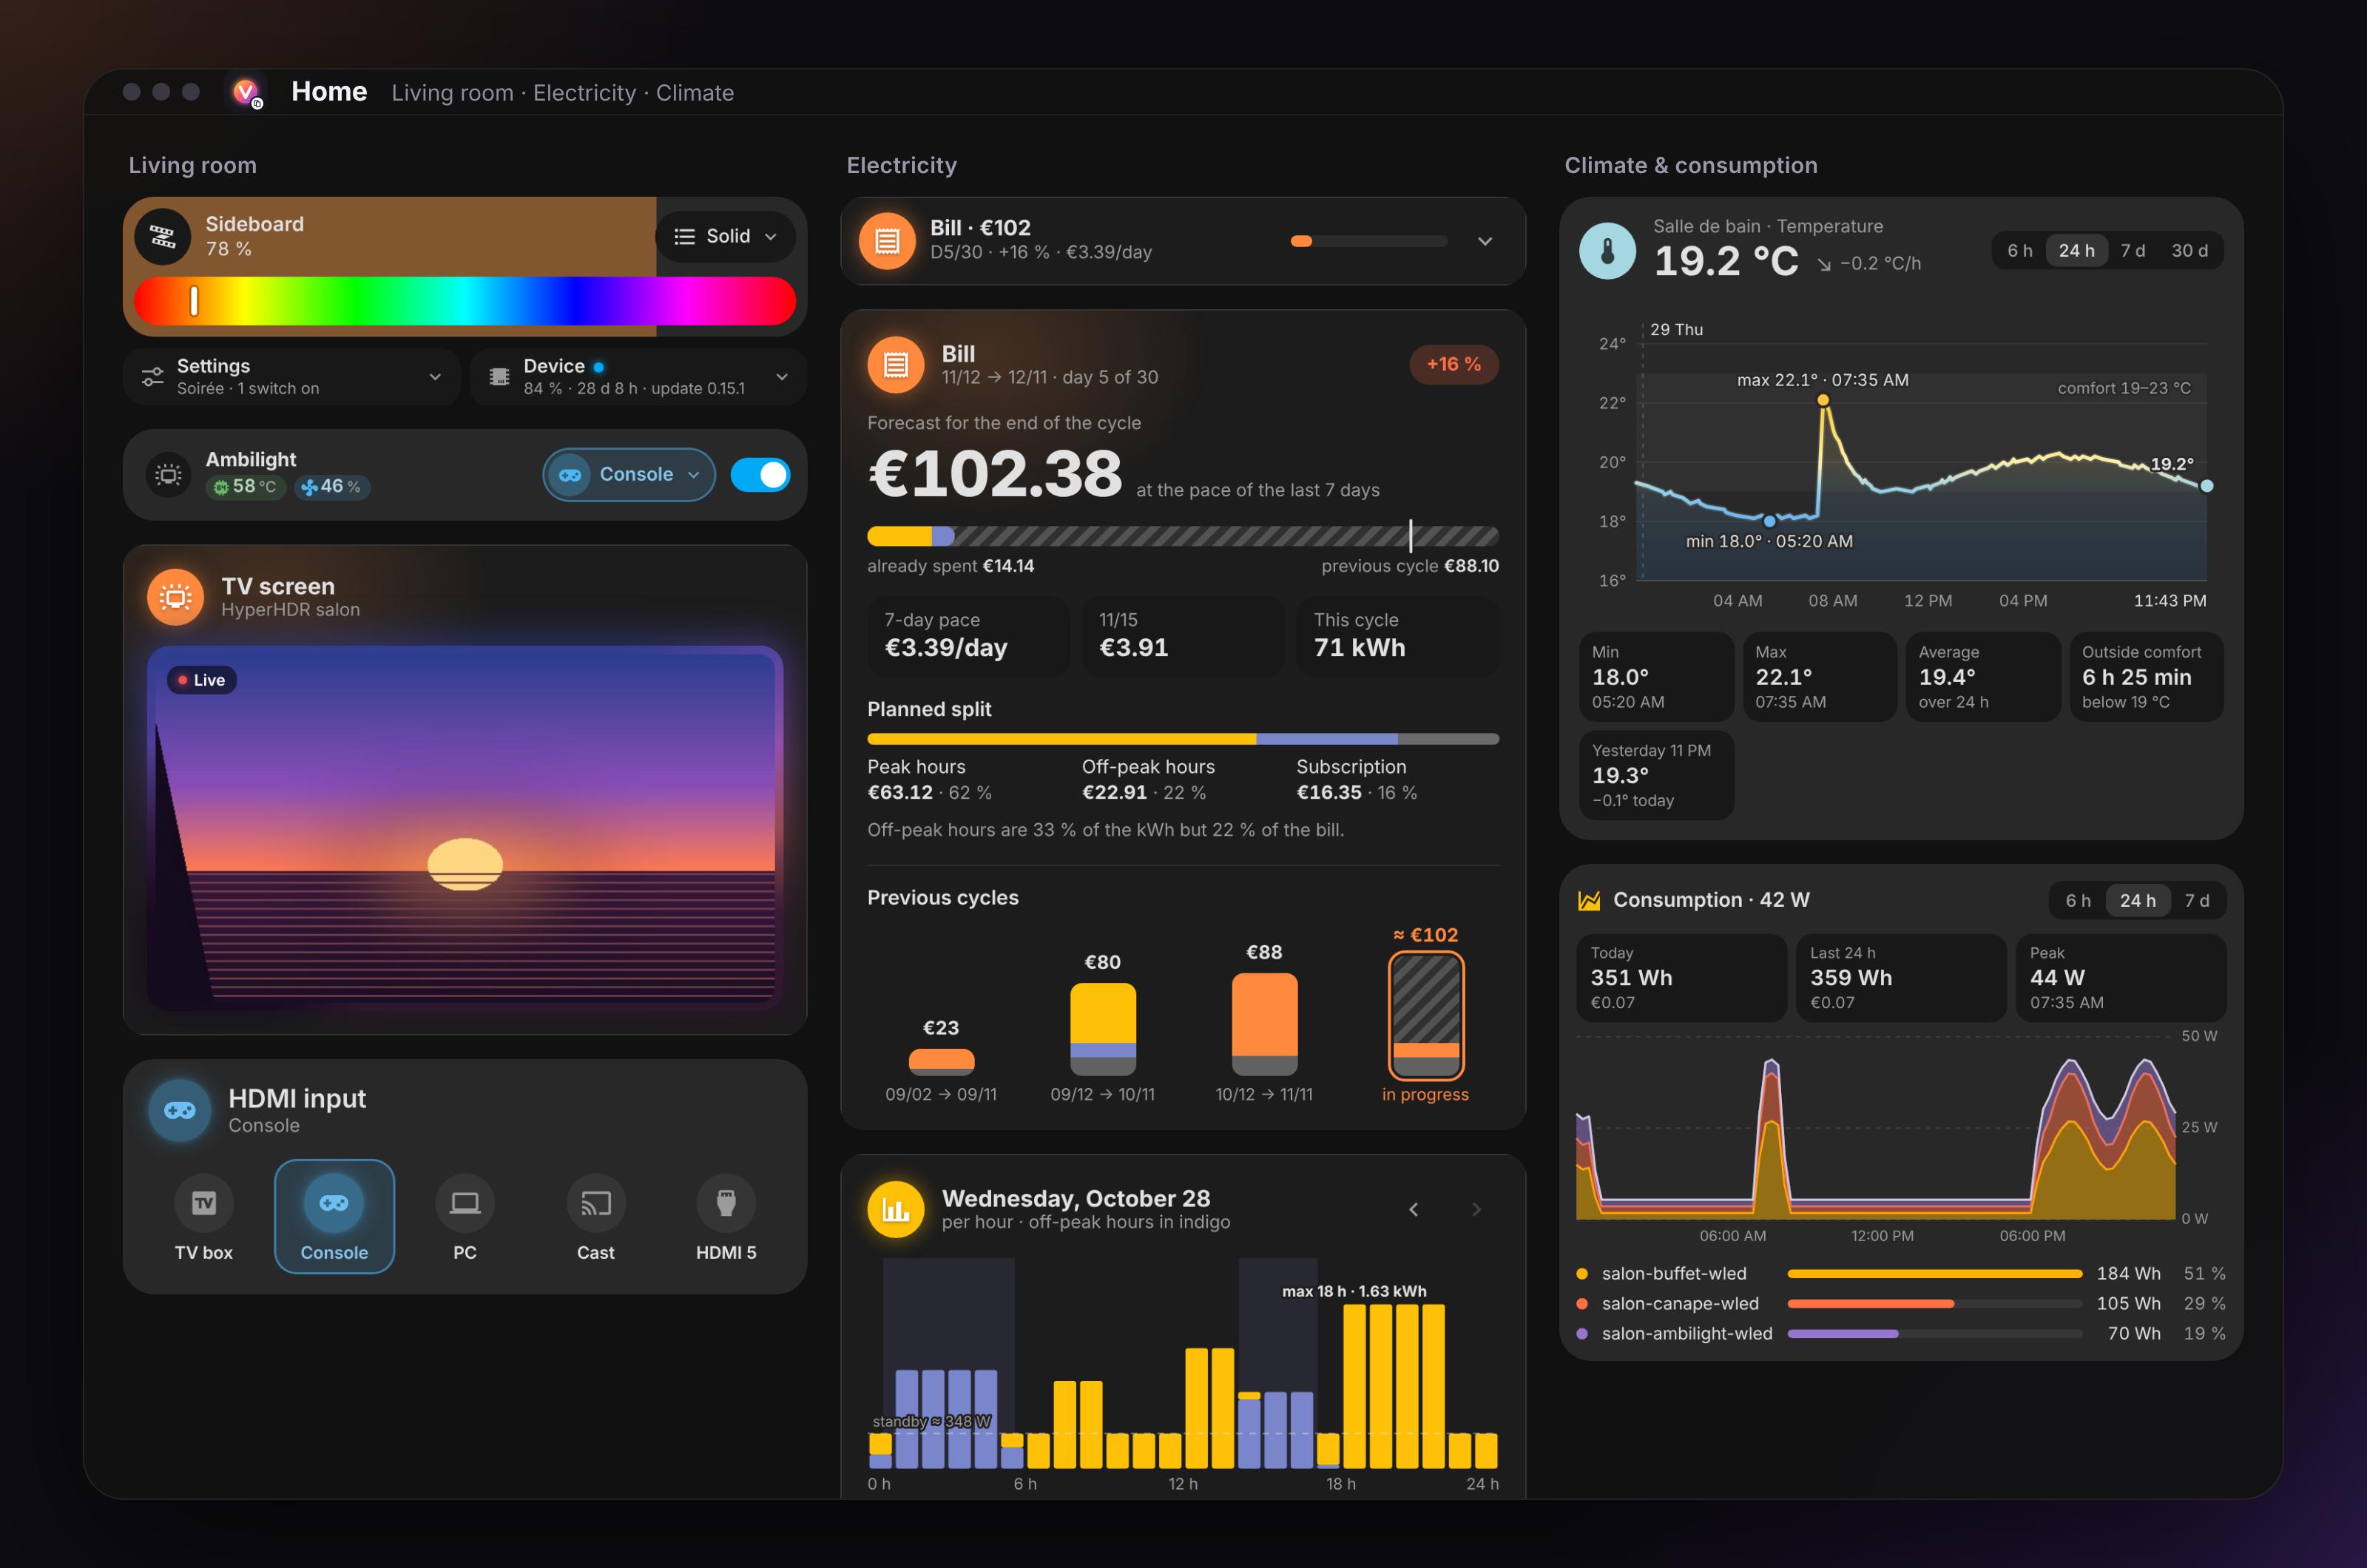 Home Living room · Electricity · Climate
Living room
Sideboard
78 %
Solid
Settings
Soirée · 1 switch on
Device
84 % · 28 d 8 h · update 0.15.1
Ambilight
58 °C 46 %
Console
TV screen
HyperHDR salon
Live
HDMI input
Console
TV
TV box
Console
PC
Cast
HDMI 5
Electricity
Bill · €102
D5/30 · +16 % · €3.39/day
Bill
11/12 → 12/11 · day 5 of 30
+16 %
Forecast for the end of the cycle
€102.38 at the pace of the last 7 days
already spent €14.14
previous cycle €88.10
7-day pace
€3.39/day
11/15
€3.91
This cycle
71 kWh
Planned split
Peak hours
€63.12 · 62 %
Off-peak hours
€22.91 · 22 %
Subscription
€16.35 · 16 %
Off-peak hours are 33 % of the kWh but 22 % of the bill.
Previous cycles
€23
09/02 → 09/11
€80
09/12 → 10/11
€88
10/12 → 11/11
≈ €102
in progress
Wednesday, October 28
per hour · off-peak hours in indigo
max 18 h · 1.63 kWh
standby ≈ 348 W
0 h 6 h 12 h 18 h 24 h
Climate & consumption
Salle de bain · Temperature
19.2 °C −0.2 °C/h
6 h 24 h 7 d 30 d
29 Thu
24°
max 22.1° · 07:35 AM
comfort 19–23 °C
22°
20°
19.2°
18°
min 18.0° · 05:20 AM
16°
04 AM 08 AM 12 PM 04 PM 11:43 PM
Min
18.0°
05:20 AM
Max
22.1°
07:35 AM
Average
19.4°
over 24 h
Outside comfort
6 h 25 min
below 19 °C
Yesterday 11 PM
19.3°
−0.1° today
Consumption · 42 W
6 h 24 h 7 d
Today
351 Wh
€0.07
Last 24 h
359 Wh
€0.07
Peak
44 W
07:35 AM
50 W
25 W
0 W
06:00 AM 12:00 PM 06:00 PM
salon-buffet-wled 184 Wh 51 %
salon-canape-wled 105 Wh 29 %
salon-ambilight-wled 70 Wh 19 %